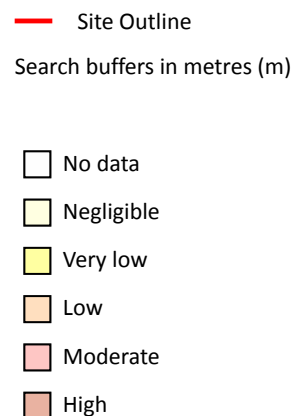 Site Outline
Search buffers in metres (m)
No data
Negligible
Very low
Low
Moderate
High